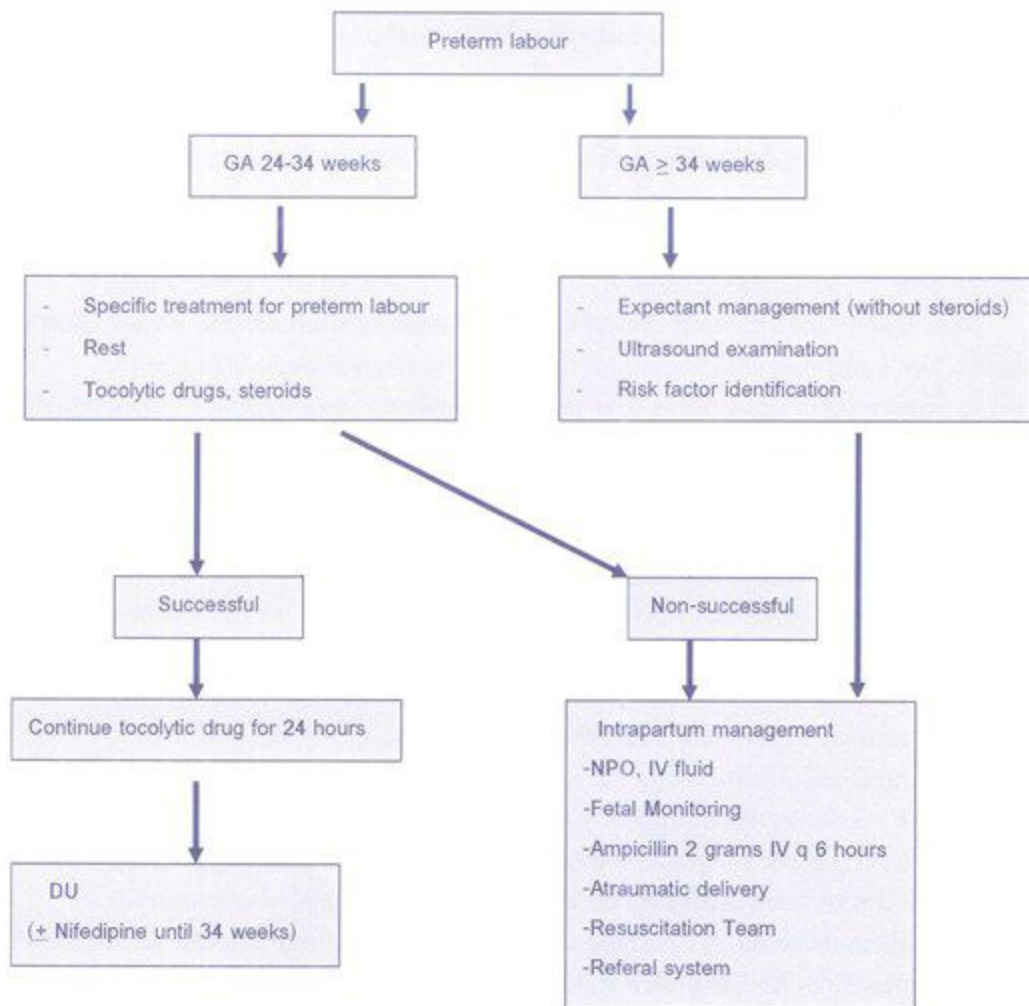 Preterm labour
GA 24-34 weeks
GA ≥ 34 weeks
- Specific treatment for preterm labour
- Rest
- Tocolytic drugs, steroids
- Expectant management (without steroids)
- Ultrasound examination
- Risk factor identification
Successful
Non-successful
Continue tocolytic drug for 24 hours
DU
(± Nifedipine until 34 weeks)
Intrapartum management
-NPO, IV fluid
-Fetal Monitoring
-Ampicillin 2 grams IV q 6 hours
-Atraumatic delivery
-Resuscitation Team
-Referal system